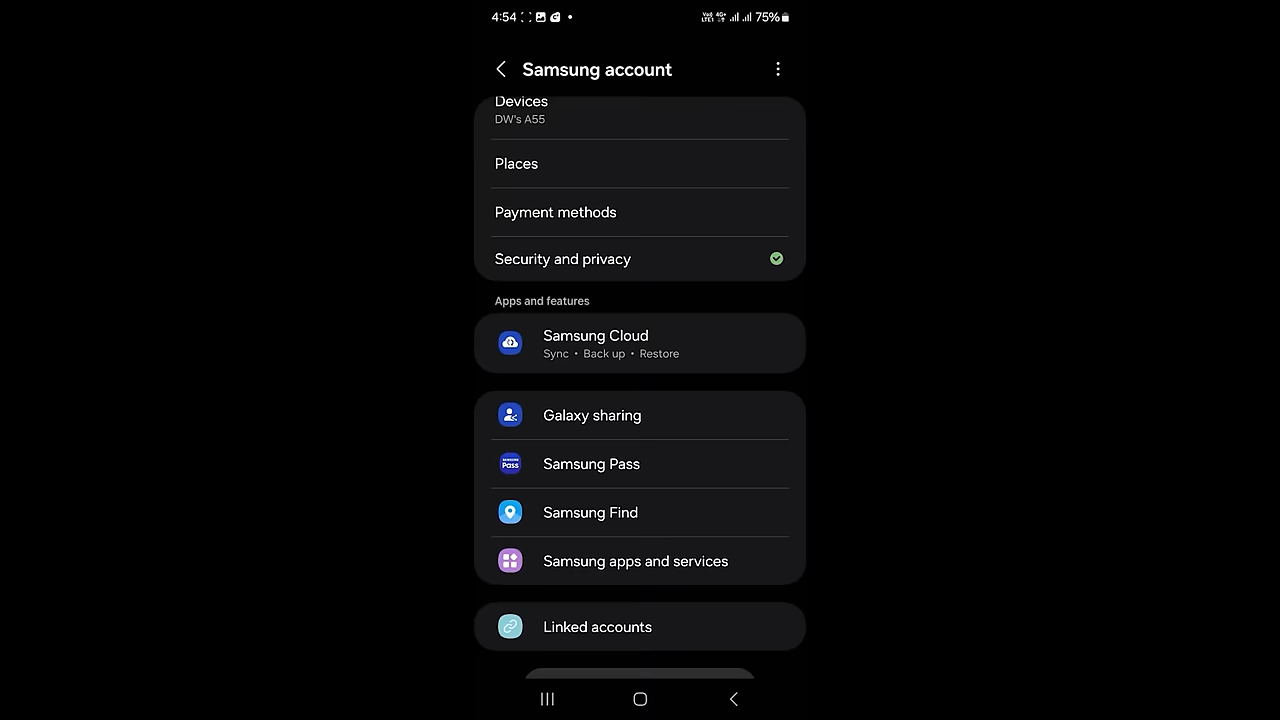 4:54 75%
Samsung account
Devices
DW's A55
Places
Payment methods
Security and privacy
Apps and features
Samsung Cloud
Sync • Back up • Restore
Galaxy sharing
SAMSUNG
Pass
Samsung Pass
Samsung Find
Samsung apps and services
Linked accounts